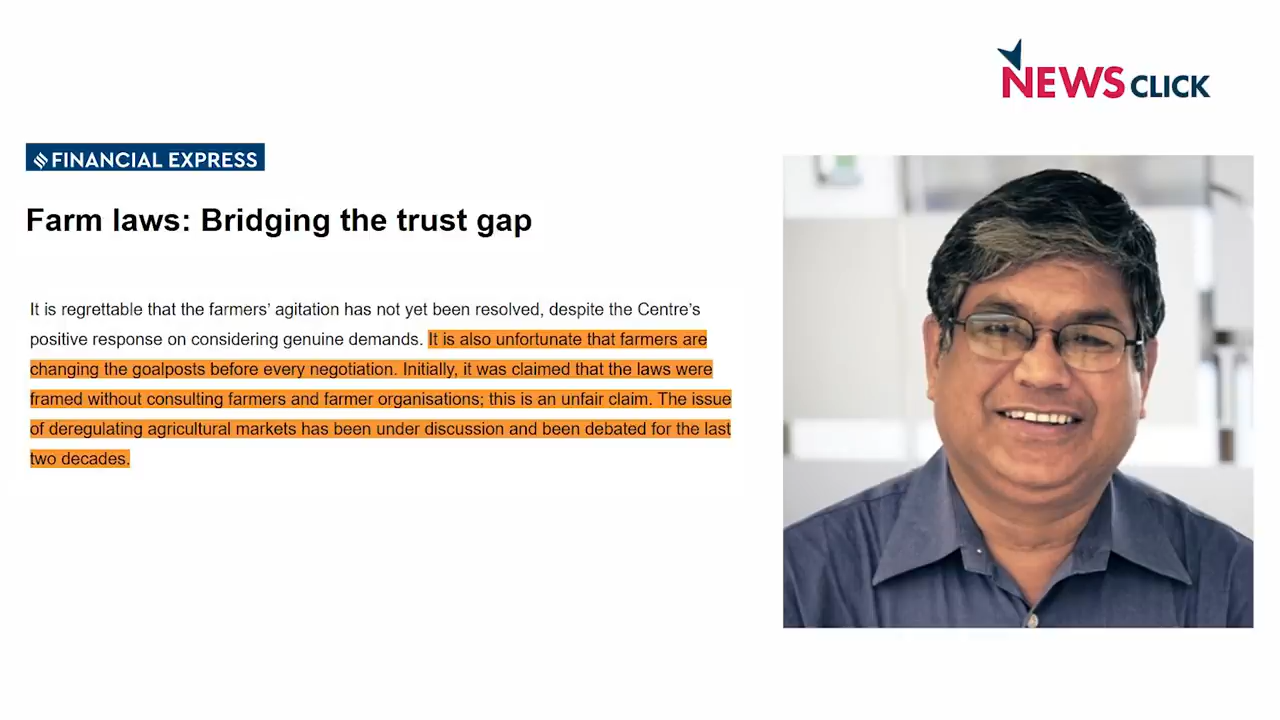 NEWS CLICK
FINANCIAL EXPRESS
Farm laws: Bridging the trust gap
It is regrettable that the farmers’ agitation has not yet been resolved, despite the Centre’s
positive response on considering genuine demands. It is also unfortunate that farmers are
changing the goalposts before every negotiation. Initially, it was claimed that the laws were
framed without consulting farmers and farmer organisations; this is an unfair claim. The issue
of deregulating agricultural markets has been under discussion and been debated for the last
two decades.